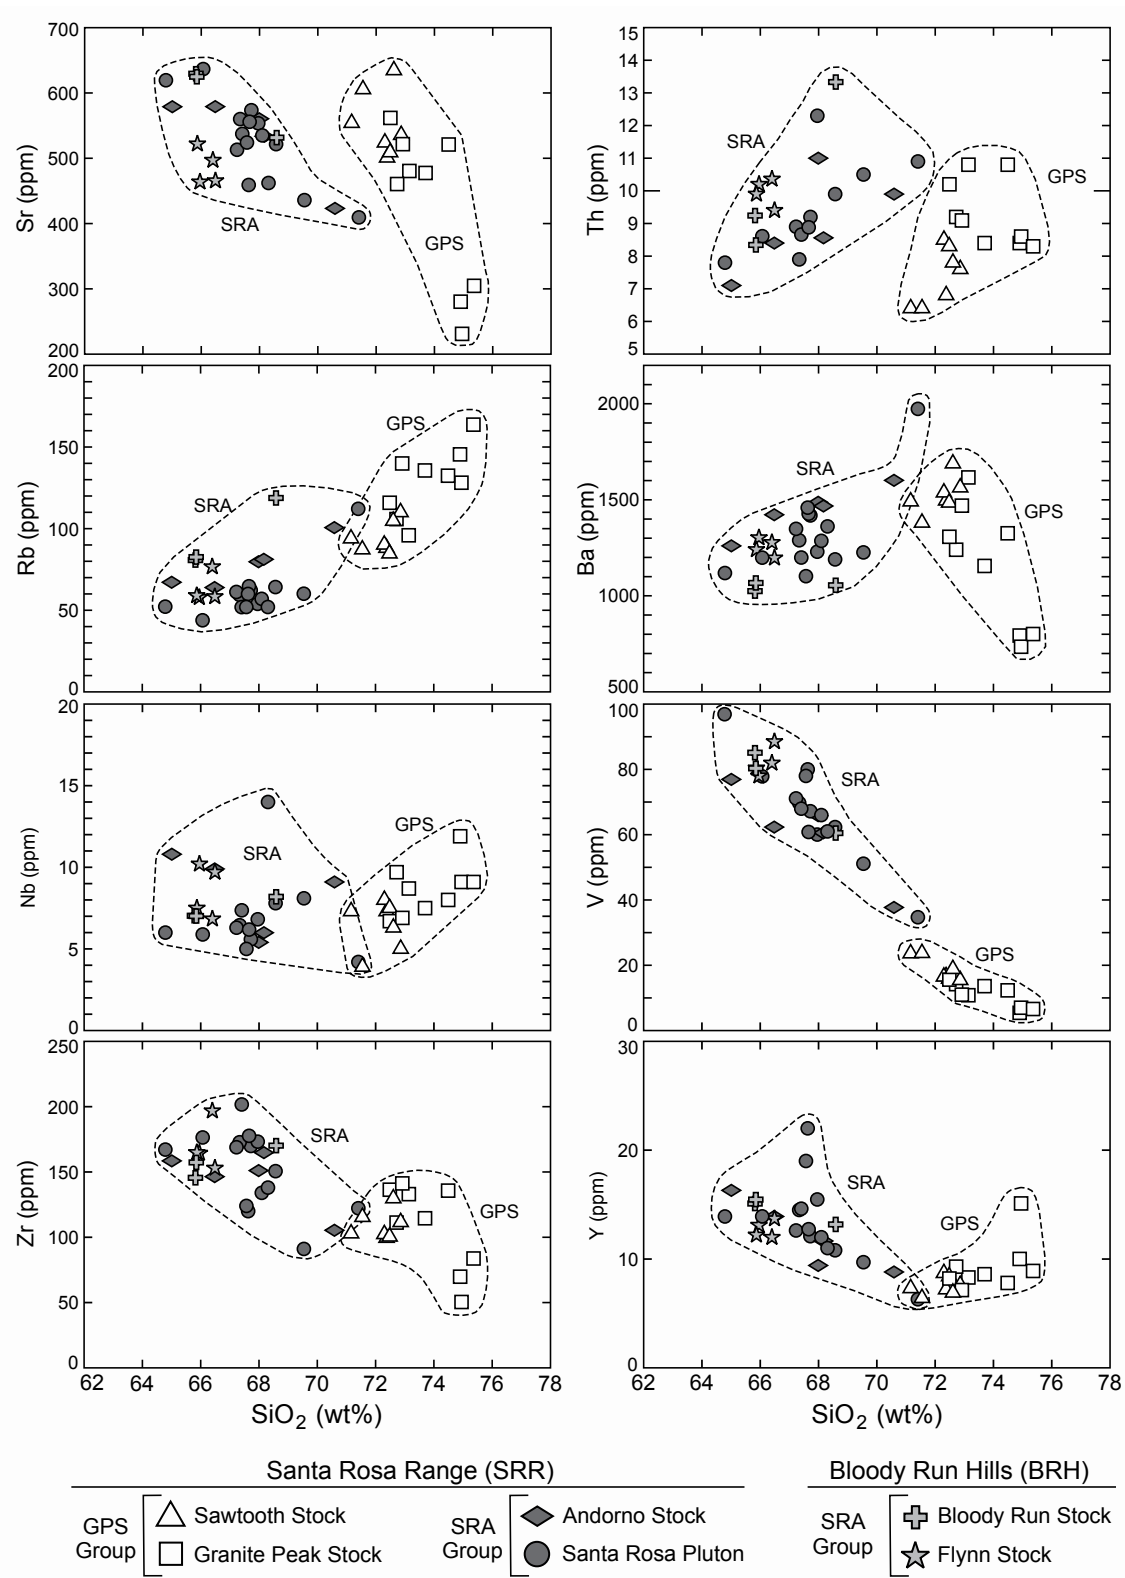 700
600
500
400
300
200
Sr (ppm)
SRA
GPS
15
14
13
12
11
10
9
8
7
6
5
Th (ppm)
SRA
GPS
200
150
100
50
0
Rb (ppm)
SRA
GPS
2000
1500
1000
500
Ba (ppm)
SRA
GPS
20
15
10
5
0
Nb (ppm)
SRA
GPS
100
80
60
40
20
0
V (ppm)
SRA
GPS
250
200
150
100
50
0
Zr (ppm)
SRA
GPS
62 64 66 68 70 72 74 76 78
SiO2 (wt%)
30
20
10
0
Y (ppm)
SRA
GPS
62 64 66 68 70 72 74 76 78
SiO2 (wt%)
Santa Rosa Range (SRR)
GPS
Group
Sawtooth Stock
Granite Peak Stock
SRA
Group
Andorno Stock
Santa Rosa Pluton
Bloody Run Hills (BRH)
SRA
Group
Bloody Run Stock
Flynn Stock